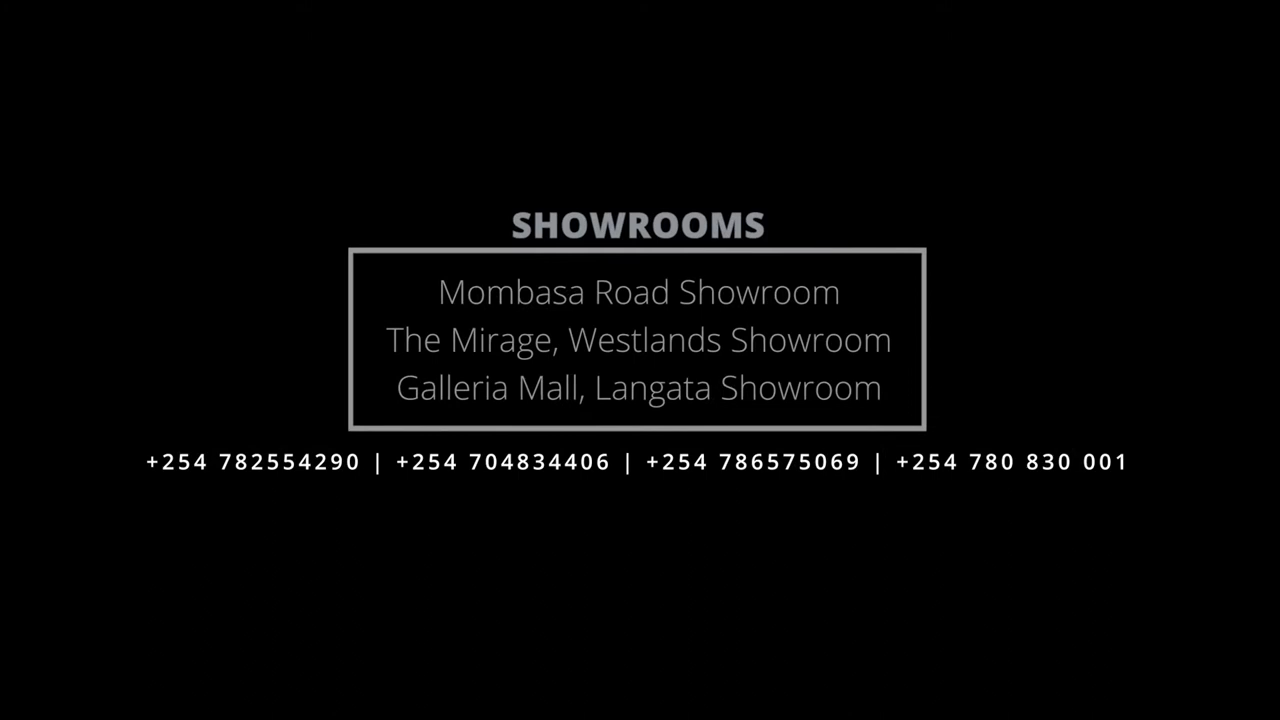 SHOWROOMS
Mombasa Road Showroom
The Mirage, Westlands Showroom
Galleria Mall, Langata Showroom
+254 782554290 | +254 704834406 | +254 786575069 | +254 780 830 001